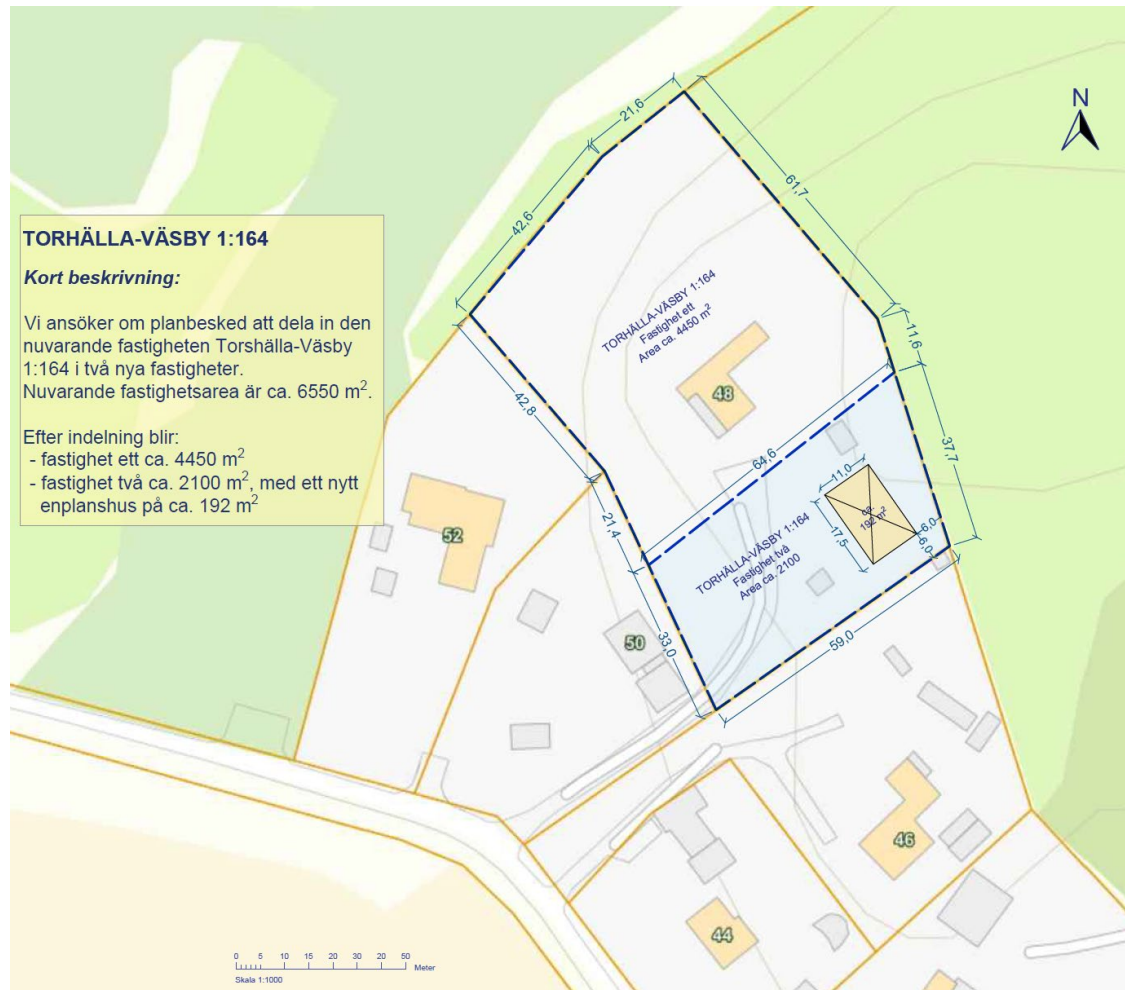 N
21,6
42,6
61,7
TORHÄLLA-VÄSBY 1:164
Kort beskrivning:
Vi ansöker om planbesked att dela in den
nuvarande fastigheten Torshälla-Väsby
1:164 i två nya fastigheter.
Nuvarande fastighetsarea är ca. 6550 m².
Efter indelning blir:
- fastighet ett ca. 4450 m²
- fastighet två ca. 2100 m², med ett nytt
enplanshus på ca. 192 m²
TORHÄLLA-VÄSBY 1:164
Fastighet ett
Area ca. 4450 m²
11,6
42,8
48
37,7
64,6
11,0
ca.
192 m²
17,5
6,0
6,0
52
21,4
TORHÄLLA-VÄSBY 1:164
Fastighet två
Area ca. 2100
50
33,0
59,0
46
44
0 5 10 15 20 30 20 50
Meter
Skala 1:1000